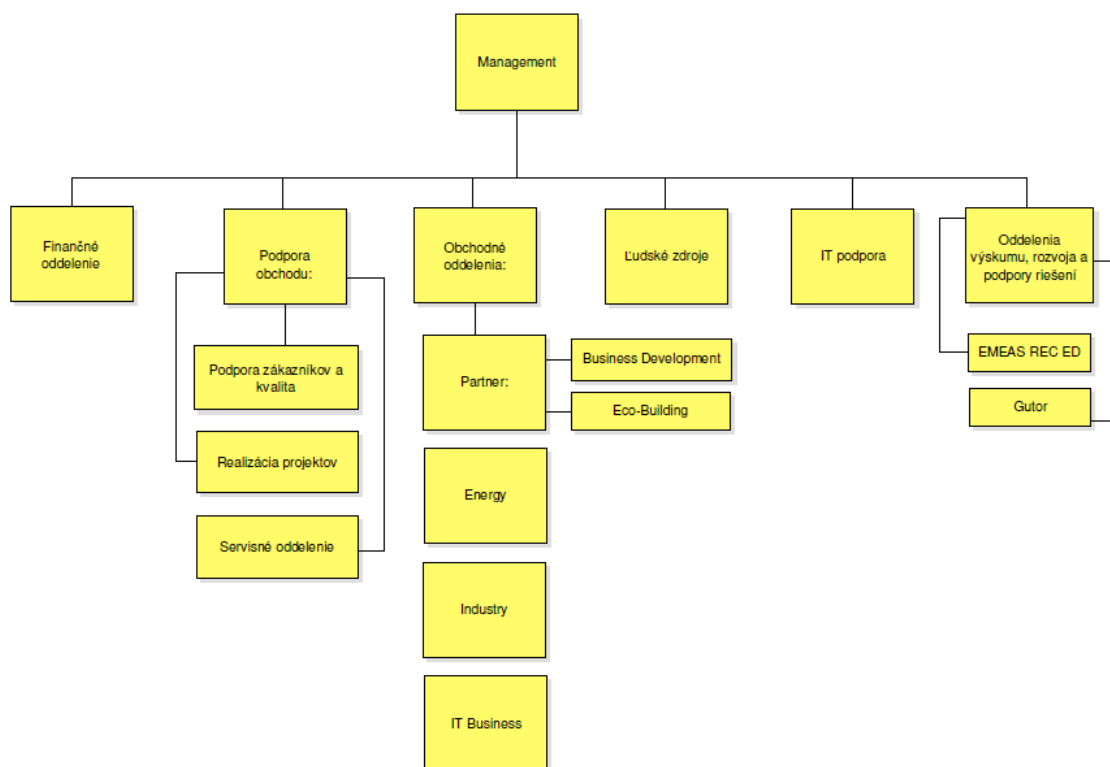 Management
Finančné
oddelenie
Podpora
obchodu:
Obchodné
oddelenia:
Ľudské zdroje
IT podpora
Oddelenia
výskumu, rozvoja a
podpory riešení
Podpora zákazníkov a
kvalita
Realizácia projektov
Servisné oddelenie
Partner:
Business Development
Eco-Building
Energy
Industry
IT Business
EMEAS REC ED
Gutor